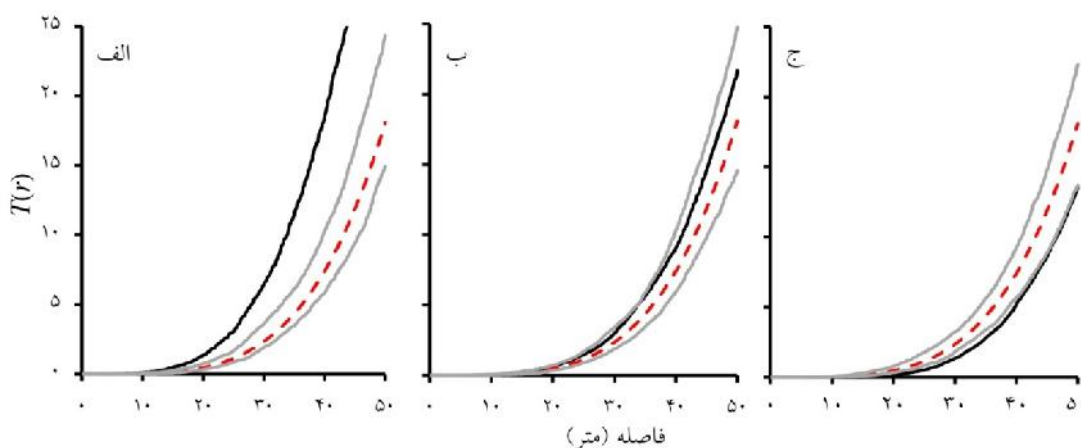 الف
ب
ج
T(r)
۲۵
۲۰
۱۵
۱۰
۵
۰
۰ ۱۰ ۲۰ ۳۰ ۴۰ ۵۰
۰ ۱۰ ۲۰ ۳۰ ۴۰ ۵۰
۰ ۱۰ ۲۰ ۳۰ ۴۰ ۵
فاصله (متر)